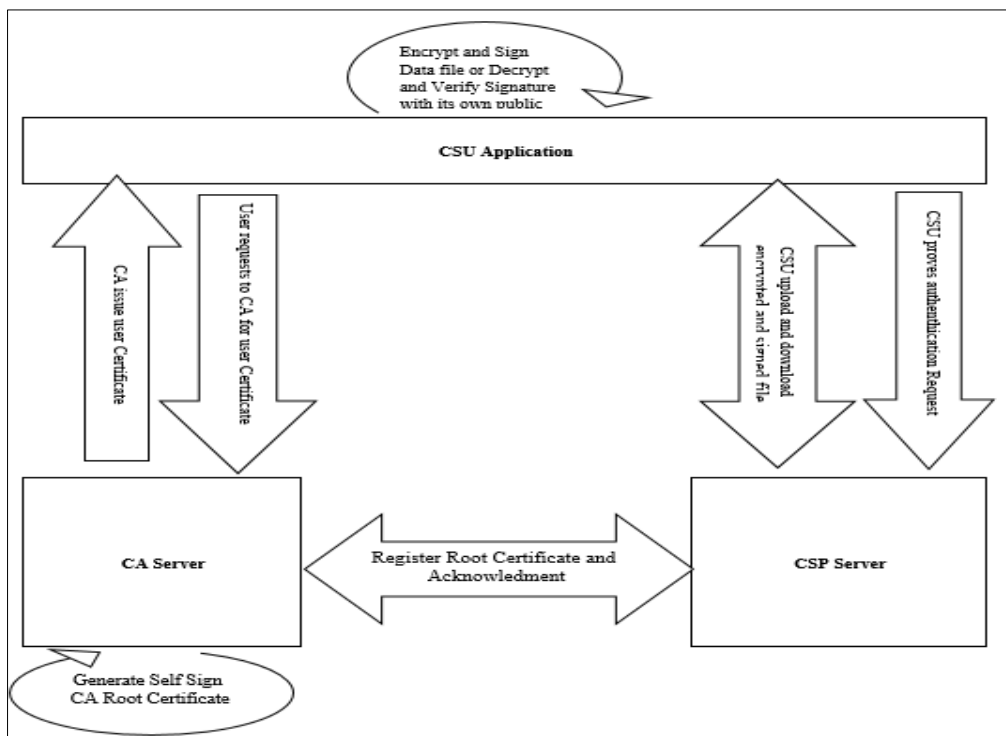 Encrypt and Sign
Data file or Decrypt
and Verify Signature
with its own public
CSU Application
CA issue user Certificate
User requests to CA for user Certificate
CSU upload and download
encrypted and signed file
CSU proves authenthication Request
CA Server
Register Root Certificate and
Acknowledment
CSP Server
Generate Self Sign
CA Root Certificate